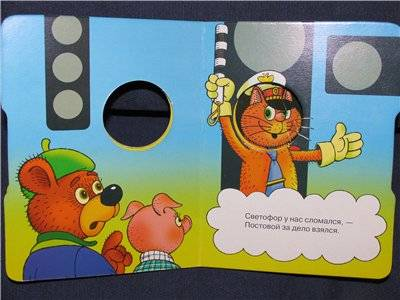 Светофор у нас сломался, —
Постовой за дело взялся.